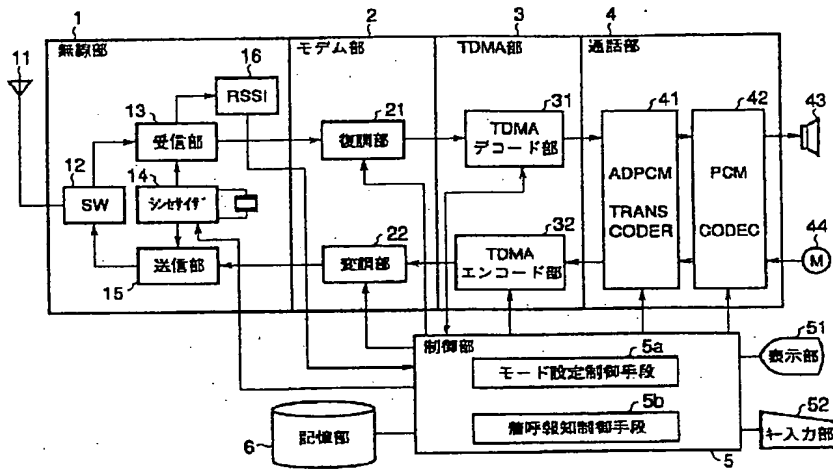 1
2
3
4
無線部
モデム部
TDMA部
通話部
11
16
RSSI
13
受信部
21
復調部
31
TDMA
デコード部
41
ADPCM
TRANS
CODER
42
PCM
CODEC
43
12
SW
14
シンセサイザ
15
送信部
22
変調部
32
TDMA
エンコード部
44
M
制御部
5a
モード設定制御手段
5b
着呼報知制御手段
5
51
表示部
52
キー入力部
6
記憶部